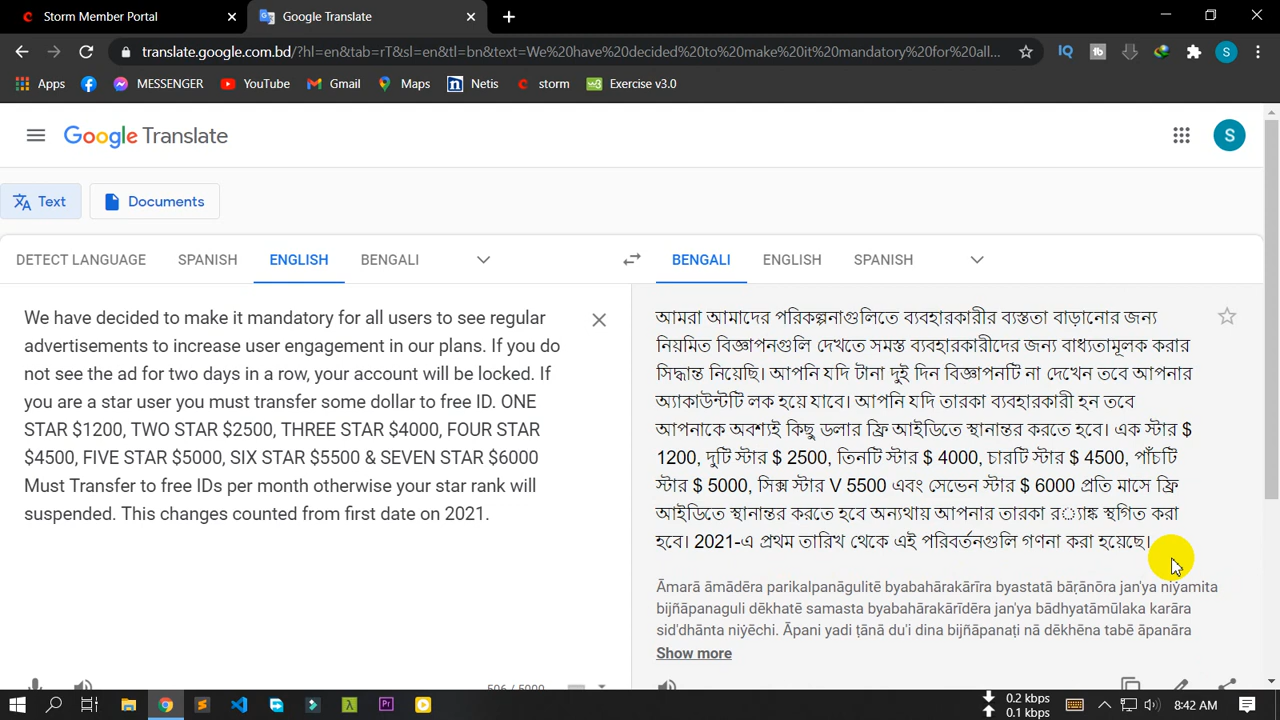 Storm Member Portal
Google Translate
translate.google.com.bd/?hl=en&tab=rT&sl=en&tl=bn&text=We%20have%20decided%20to%20make%20it%20mandatory%20for%20all...
Apps MESSENGER YouTube Gmail Maps Netis storm Exercise v3.0
Google Translate
S
Text Documents
DETECT LANGUAGE SPANISH ENGLISH BENGALI
BENGALI ENGLISH SPANISH
We have decided to make it mandatory for all users to see regular
advertisements to increase user engagement in our plans. If you do
not see the ad for two days in a row, your account will be locked. If
you are a star user you must transfer some dollar to free ID. ONE
STAR $1200, TWO STAR $2500, THREE STAR $4000, FOUR STAR
$4500, FIVE STAR $5000, SIX STAR $5500 & SEVEN STAR $6000
Must Transfer to free IDs per month otherwise your star rank will
suspended. This changes counted from first date on 2021.
আমরা আমাদের পরিকল্পনাগুলিতে ব্যবহারকারীর ব্যস্ততা বাড়ানোর জন্য
নিয়মিত বিজ্ঞাপনগুলি দেখতে সমস্ত ব্যবহারকারীদের জন্য বাধ্যতামূলক করার
সিদ্ধান্ত নিয়েছি। আপনি যদি টানা দুই দিন বিজ্ঞাপনটি না দেখেন তবে আপনার
অ্যাকাউন্টটি লক হয়ে যাবে। আপনি যদি তারকা ব্যবহারকারী হন তবে
আপনাকে অবশ্যই কিছু ডলার ফ্রি আইডিতে স্থানান্তর করতে হবে। এক স্টার $
1200, দুটি স্টার $ 2500, তিনটি স্টার $ 4000, চারটি স্টার $ 4500, পাঁচটি
স্টার $ 5000, সিক্স স্টার V 5500 এবং সেভেন স্টার $ 6000 প্রতি মাসে ফ্রি
আইডিতে স্থানান্তর করতে হবে অন্যথায় আপনার তারকা র‌্যাঙ্ক স্থগিত করা
হবে। 2021-এ প্রথম তারিখ থেকে এই পরিবর্তনগুলি গণনা করা হয়েছে।
Āmarā āmādēra parikalpanāgulitē byabahārakārīra byastatā bāṛānōra jan'ya niẏamita
bijñāpanaguli dēkhatē samasta byabahārakārīdēra jan'ya bādhyatāmūlaka karāra
sid'dhānta niẏēchi. Āpani yadi ṭānā du'i dina bijñāpanaṭi nā dēkhēna tabē āpanāra
Show more
506 / 5000
0.2 kbps
0.1 kbps
8:42 AM